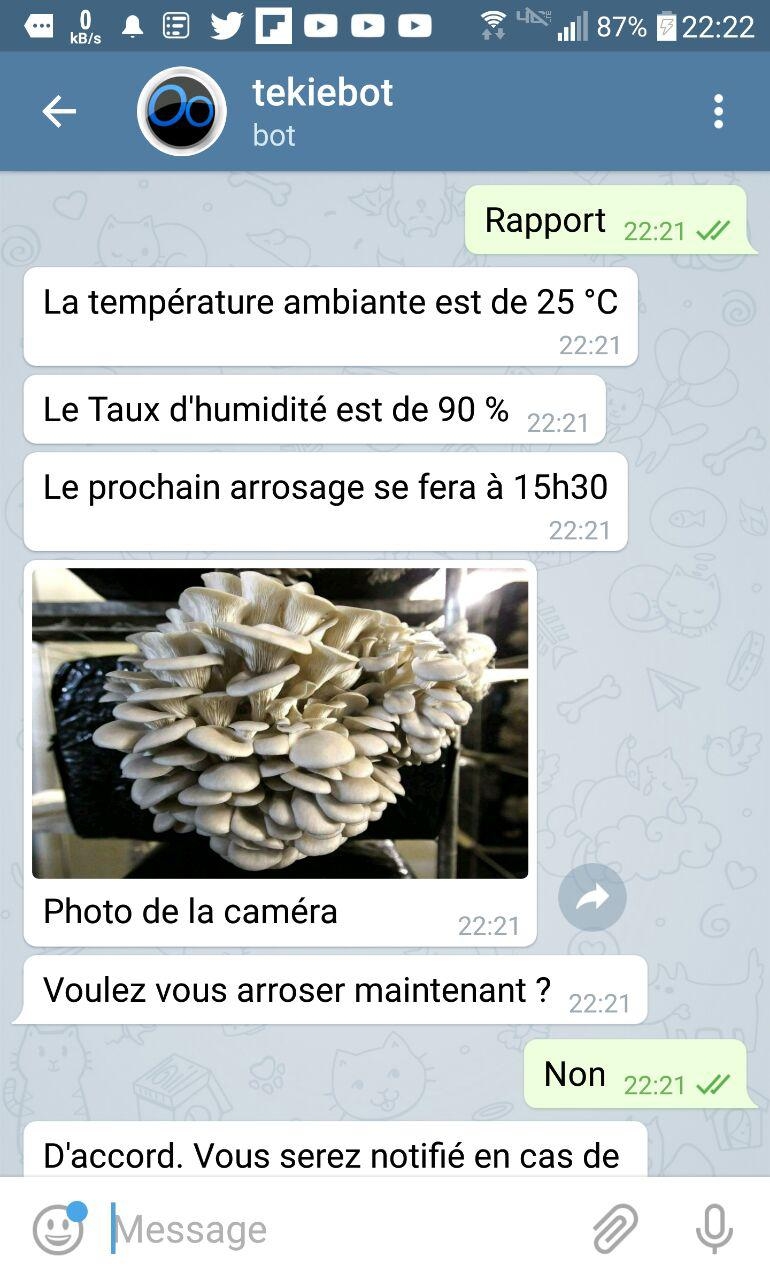 0 kB/s 87% 22:22
tekiebot
bot
Rapport 22:21
La température ambiante est de 25 °C
22:21
Le Taux d'humidité est de 90 % 22:21
Le prochain arrosage se fera à 15h30
22:21
Photo de la caméra 22:21
Voulez vous arroser maintenant ? 22:21
Non 22:21
D'accord. Vous serez notifié en cas de
Message